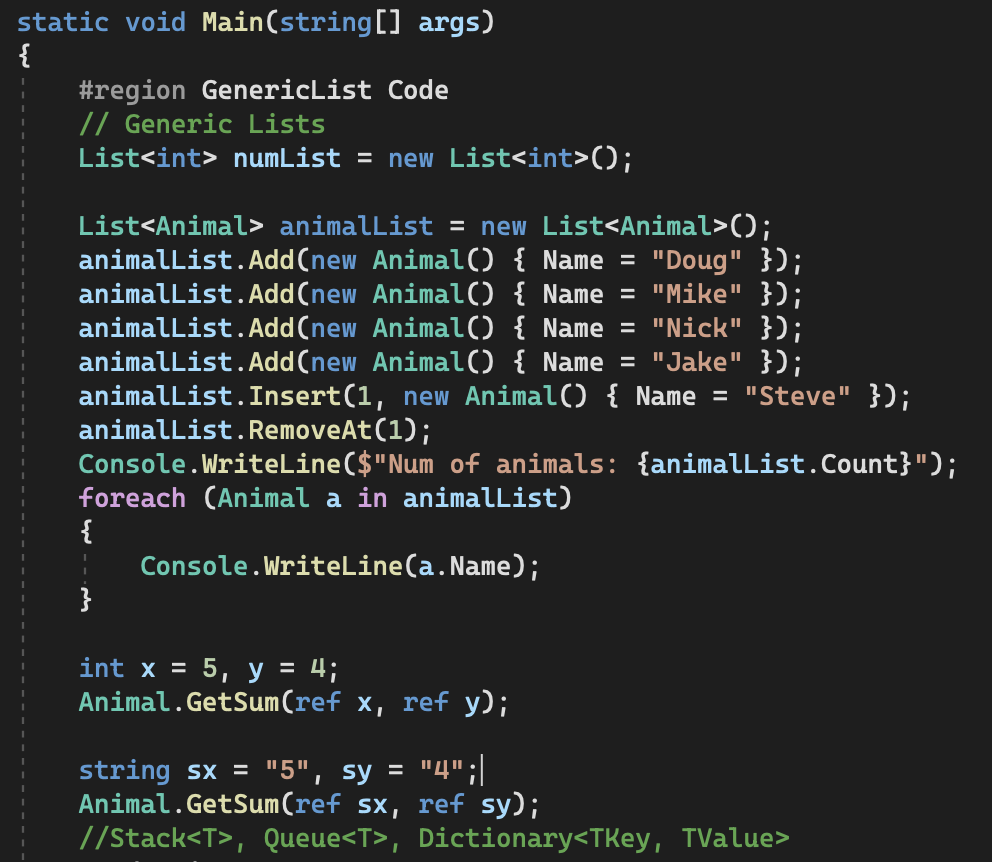 static void Main(string[] args)
{
    #region GenericList Code
    // Generic Lists
    List<int> numList = new List<int>();

    List<Animal> animalList = new List<Animal>();
    animalList.Add(new Animal() { Name = "Doug" });
    animalList.Add(new Animal() { Name = "Mike" });
    animalList.Add(new Animal() { Name = "Nick" });
    animalList.Add(new Animal() { Name = "Jake" });
    animalList.Insert(1, new Animal() { Name = "Steve" });
    animalList.RemoveAt(1);
    Console.WriteLine($"Num of animals: {animalList.Count}");
    foreach (Animal a in animalList)
    {
        Console.WriteLine(a.Name);
    }

    int x = 5, y = 4;
    Animal.GetSum(ref x, ref y);

    string sx = "5", sy = "4";
    Animal.GetSum(ref sx, ref sy);
    //Stack<T>, Queue<T>, Dictionary<TKey, TValue>